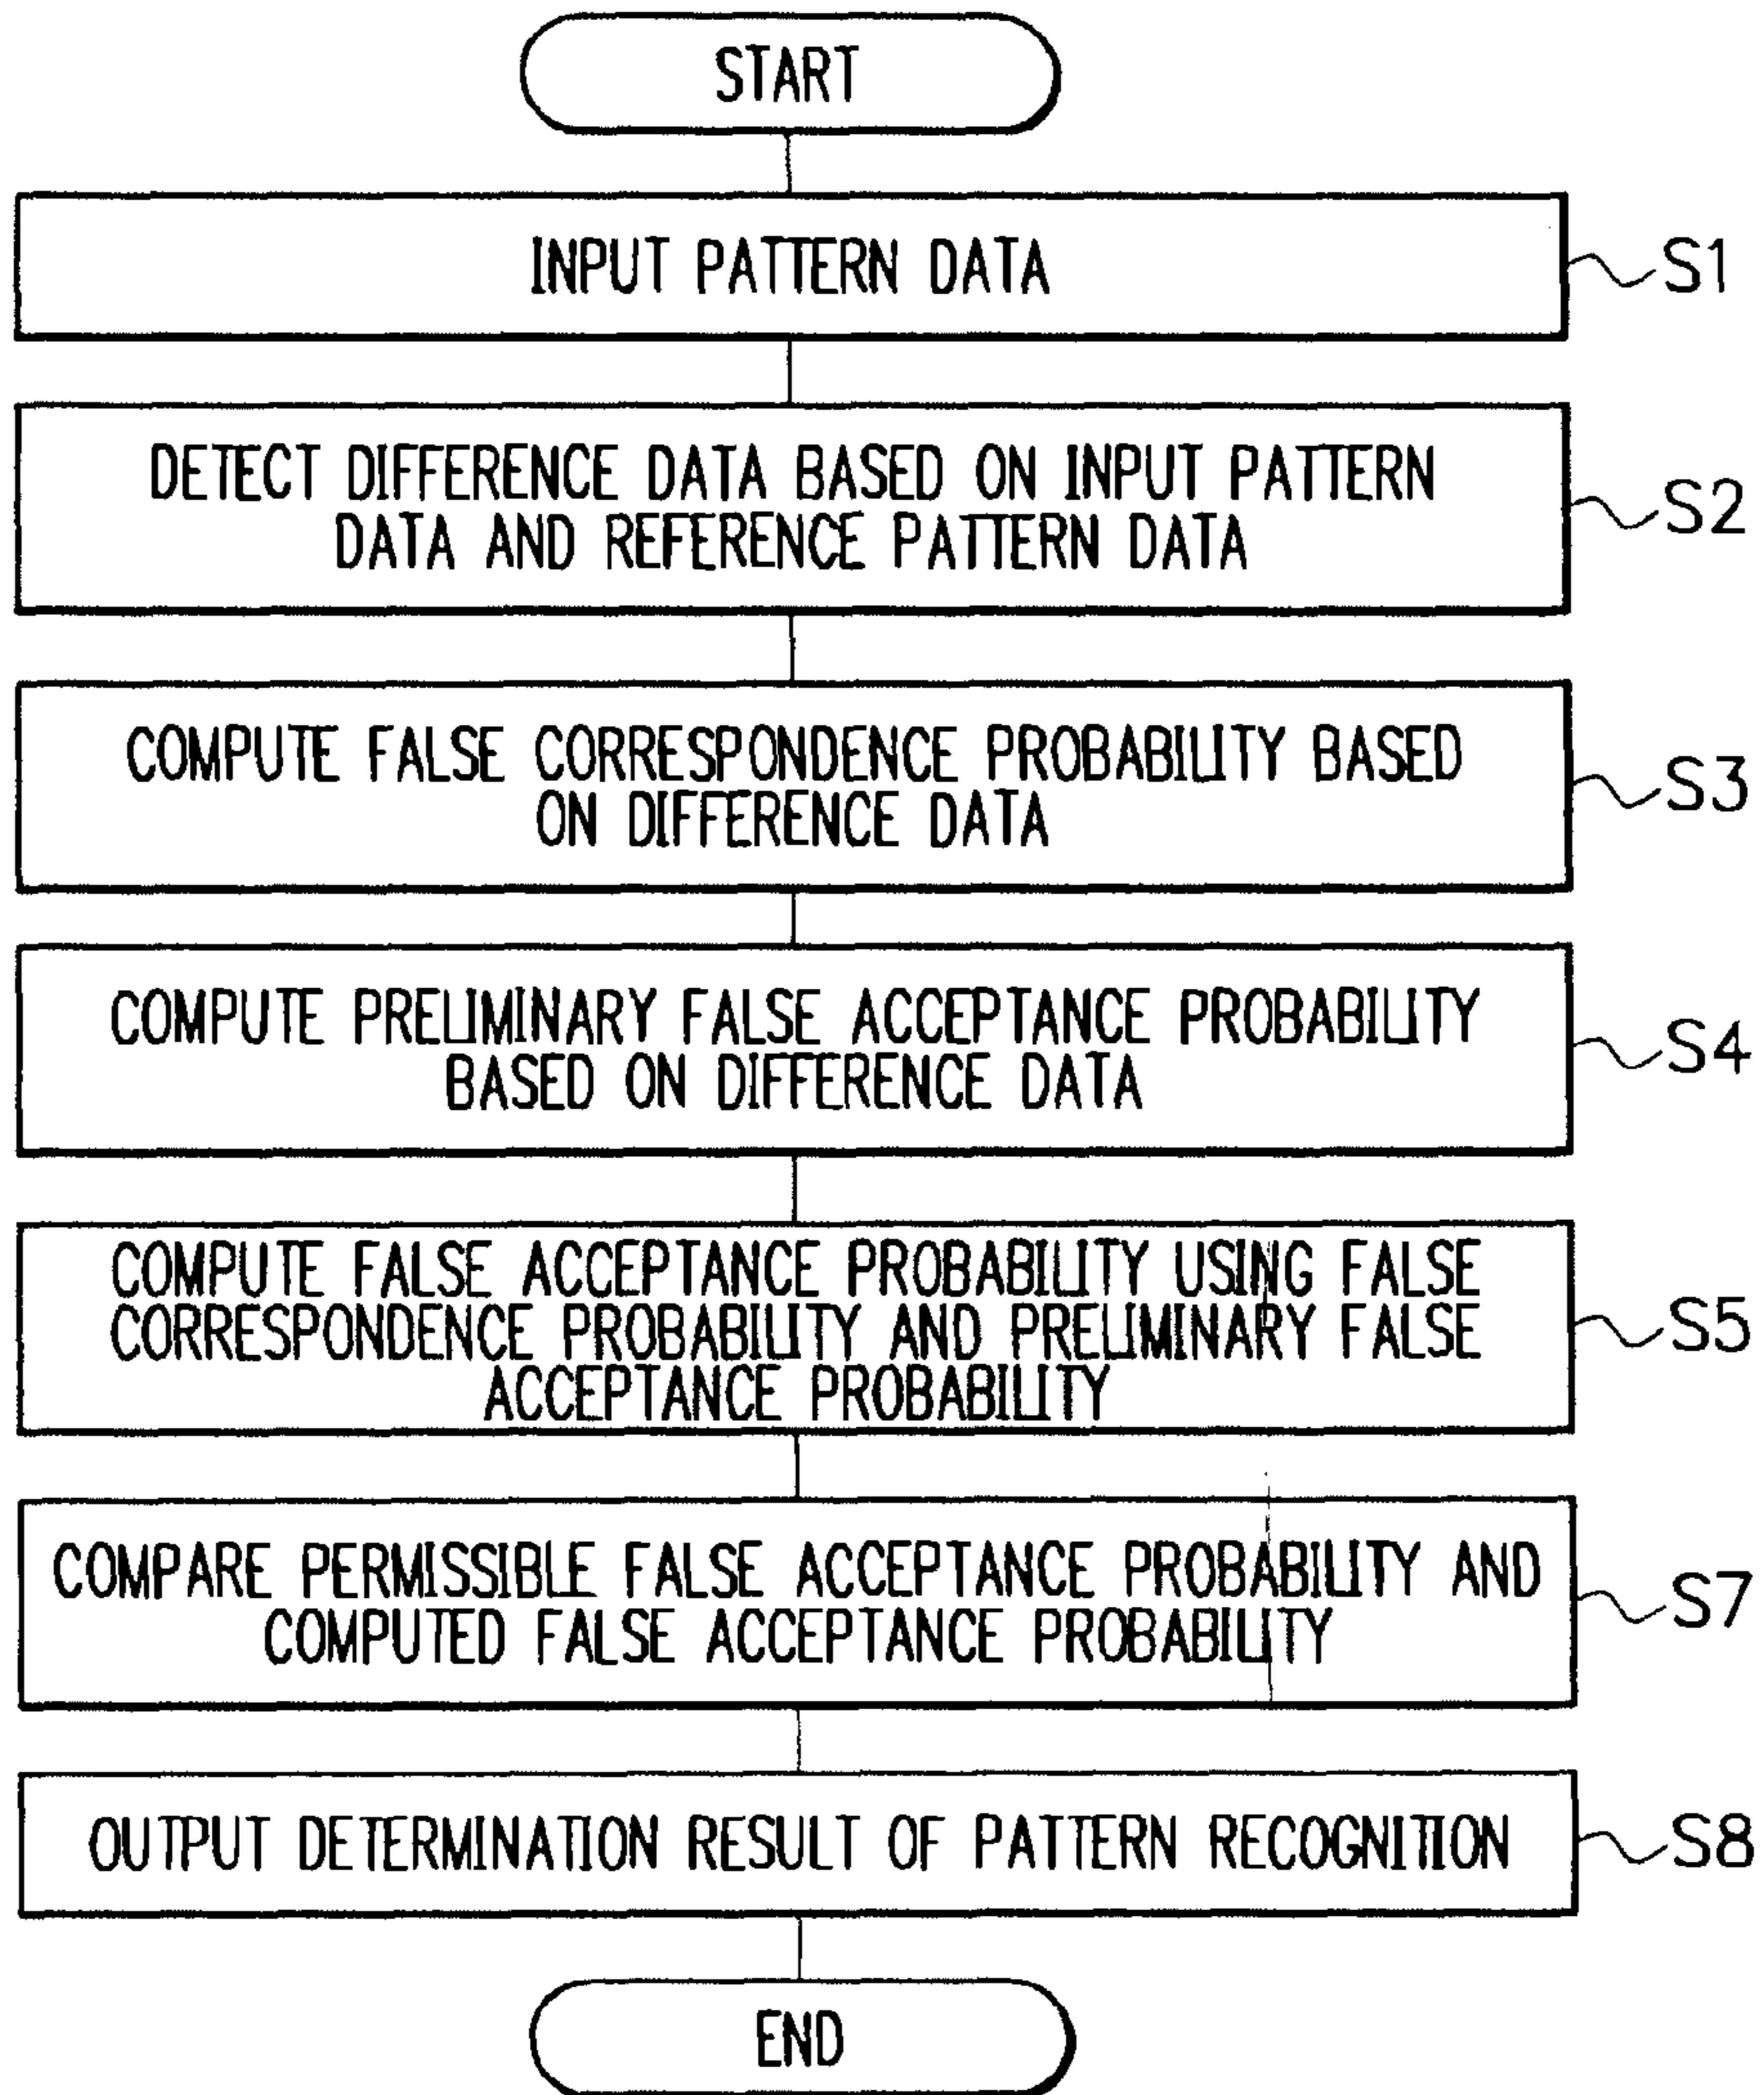 START
INPUT PATTERN DATA
S1
DETECT DIFFERENCE DATA BASED ON INPUT PATTERN
DATA AND REFERENCE PATTERN DATA
S2
COMPUTE FALSE CORRESPONDENCE PROBABILITY BASED
ON DIFFERENCE DATA
S3
COMPUTE PRELIMINARY FALSE ACCEPTANCE PROBABILITY
BASED ON DIFFERENCE DATA
S4
COMPUTE FALSE ACCEPTANCE PROBABILITY USING FALSE
CORRESPONDENCE PROBABILITY AND PRELIMINARY FALSE
ACCEPTANCE PROBABILITY
S5
COMPARE PERMISSIBLE FALSE ACCEPTANCE PROBABILITY AND
COMPUTED FALSE ACCEPTANCE PROBABILITY
S7
OUTPUT DETERMINATION RESULT OF PATTERN RECOGNITION
S8
END